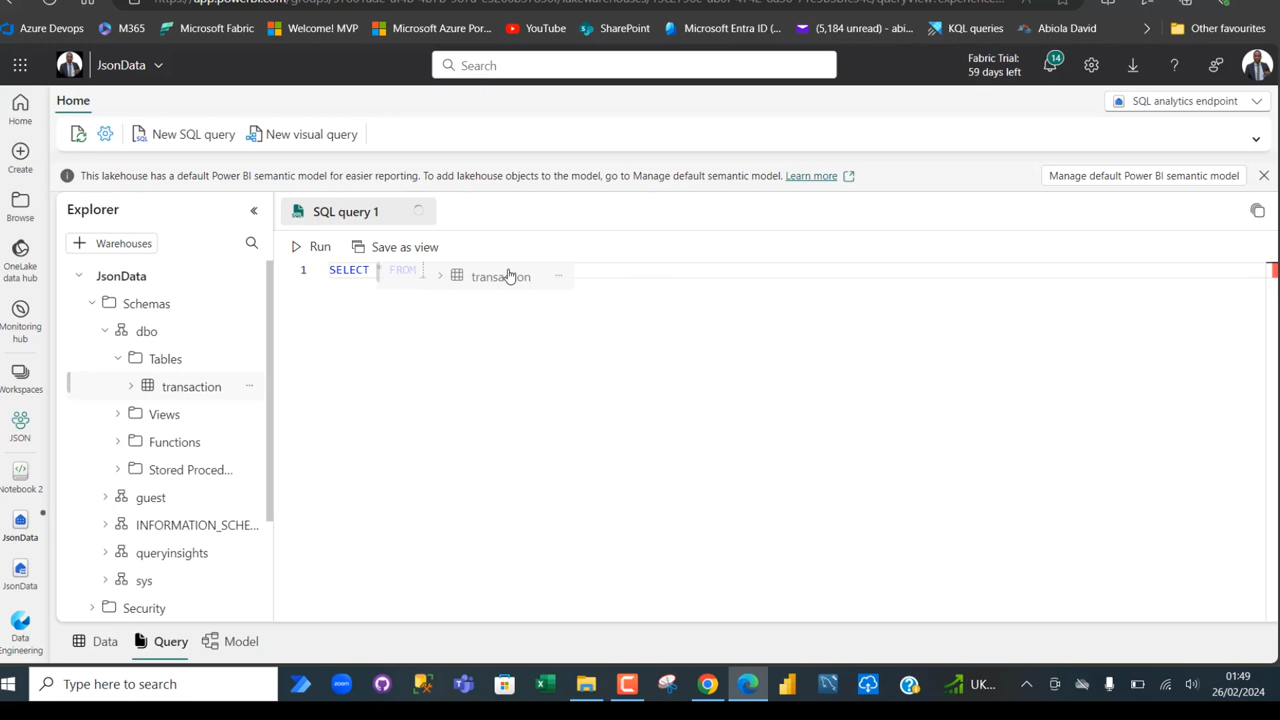 Azure Devops M365 Microsoft Fabric Welcome! MVP Microsoft Azure Por... YouTube SharePoint Microsoft Entra ID (... (5,184 unread) - abi... KQL queries Abiola David Other favourites
JsonData
Search
Fabric Trial:
59 days left
14
Home
Home
SQL analytics endpoint
New SQL query
New visual query
Create
This lakehouse has a default Power BI semantic model for easier reporting. To add lakehouse objects to the model, go to Manage default semantic model. Learn more
Manage default Power BI semantic model
Browse
Explorer
SQL query 1
Warehouses
Run
Save as view
OneLake
data hub
JsonData
1 SELECT * FROM
transaction
Schemas
dbo
Monitoring
hub
Tables
transaction
Workspaces
Views
JSON
Functions
Stored Proced...
Notebook 2
guest
INFORMATION_SCHE...
JsonData
queryinsights
sys
JsonData
Security
Data
Engineering
Data
Query
Model
Type here to search
UK...
01:49
26/02/2024